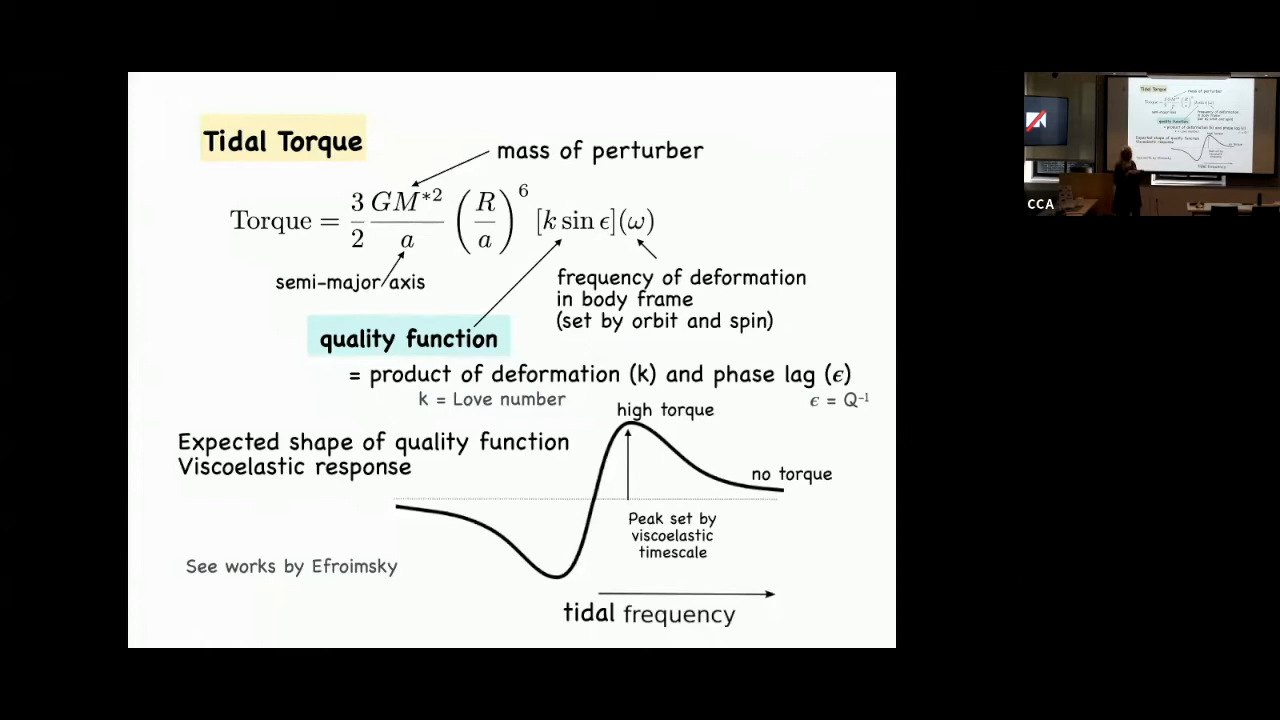 Tidal Torque
mass of perturber
Torque = 3/2 GM*2/a (R/a)^6 [k sin ϵ](ω)
semi-major axis
frequency of deformation
in body frame
(set by orbit and spin)
quality function
= product of deformation (k) and phase lag (ϵ)
k = Love number
ϵ = Q-1
high torque
Expected shape of quality function
Viscoelastic response
no torque
Peak set by
viscoelastic
timescale
See works by Efroimsky
tidal frequency
CCA